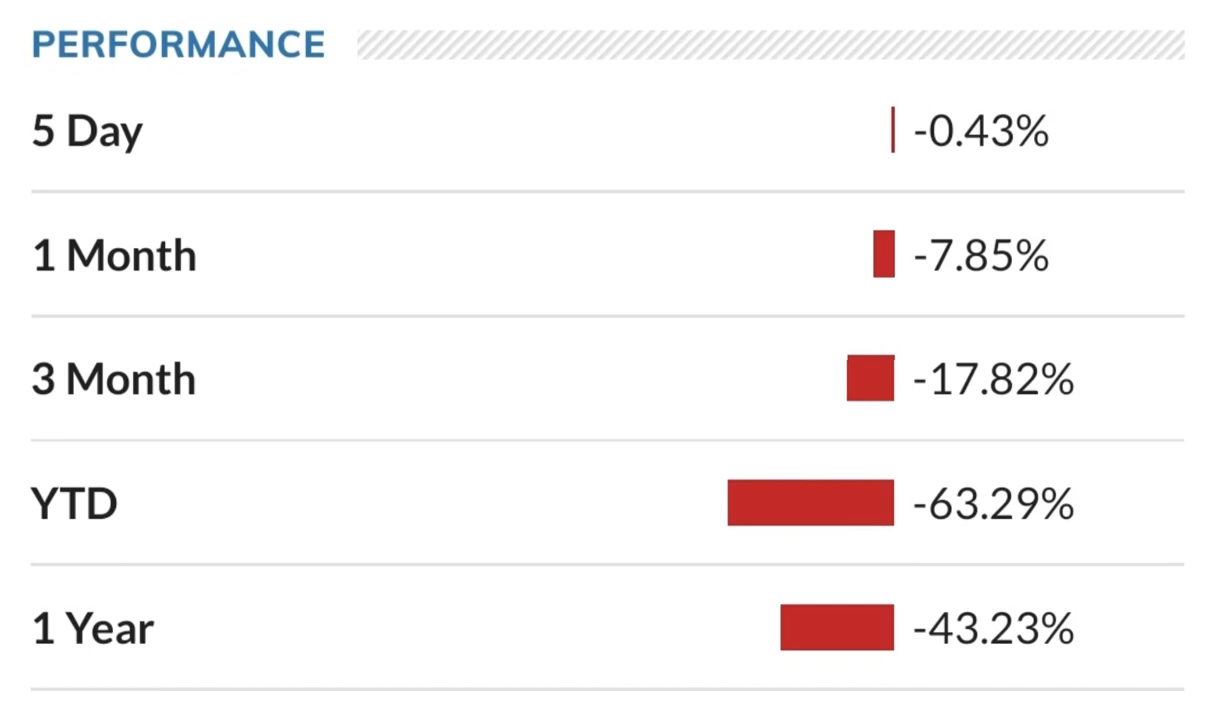 PERFORMANCE
5 Day -0.43%
1 Month -7.85%
3 Month -17.82%
YTD -63.29%
1 Year -43.23%